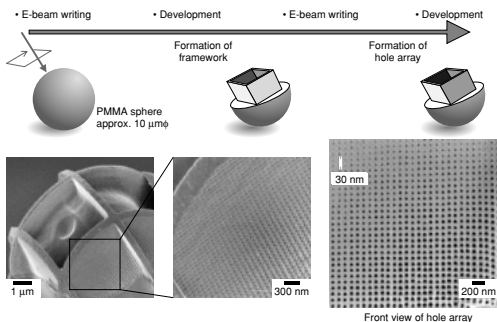 • E-beam writing
• Development
• E-beam writing
• Development
Formation of
framework
Formation of
hole array
PMMA sphere
approx. 10 μmϕ
30 nm
1 μm
300 nm
200 nm
Front view of hole array